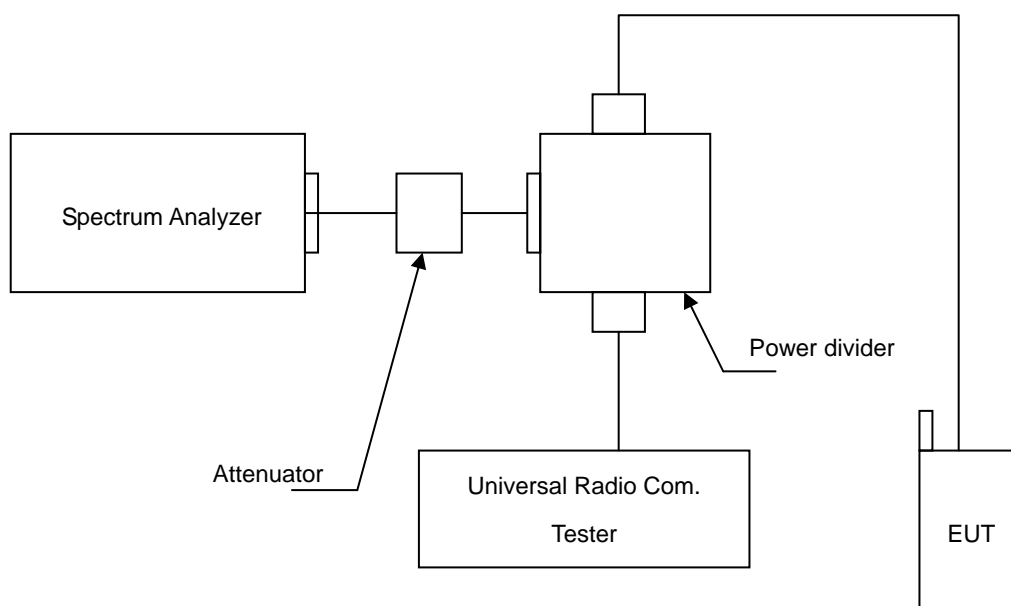 Spectrum Analyzer
Power divider
Attenuator
Universal Radio Com.
Tester
EUT